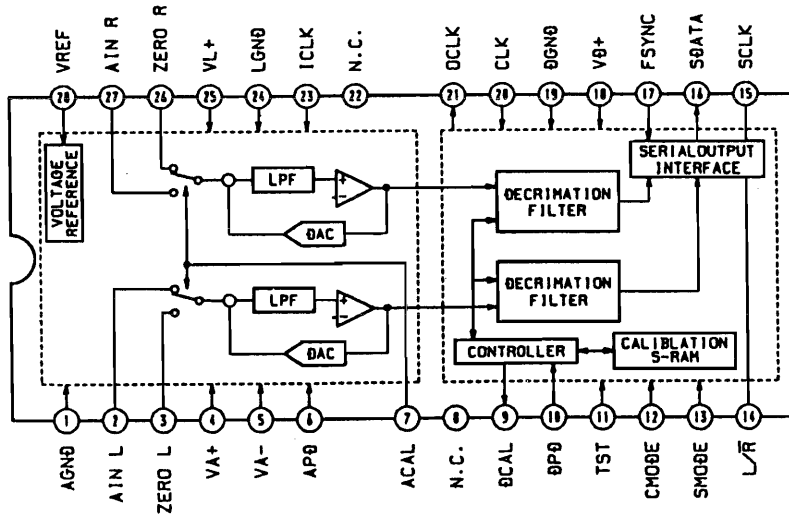 VREF
AIN R
ZERO R
VL+
LGND
ICLK
N.C.
OCLK
CLK
DGND
VD+
FSYNC
SDATA
SCLK
28
27
26
25
24
23
22
21
20
19
18
17
16
15
VOLTAGE
REFERENCE
LPF
+
-
DAC
DECRIMATION
FILTER
SERIALOUTPUT
INTERFACE
LPF
+
-
DAC
DECRIMATION
FILTER
CONTROLLER
CALIBLATION
S-RAM
1
2
3
4
5
6
7
8
9
10
11
12
13
14
AGND
AIN L
ZERO L
VA+
VA-
APD
ACAL
N.C.
DCAL
DPD
TST
CMODE
SMODE
L/R̅